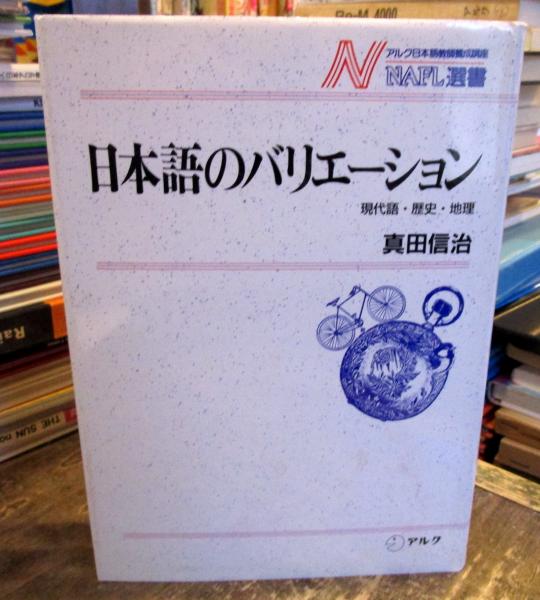 アルク日本語教師養成講座
NAFL選書
日本語のバリエーション
現代語・歴史・地理
真田信治
アルク
THE SUN